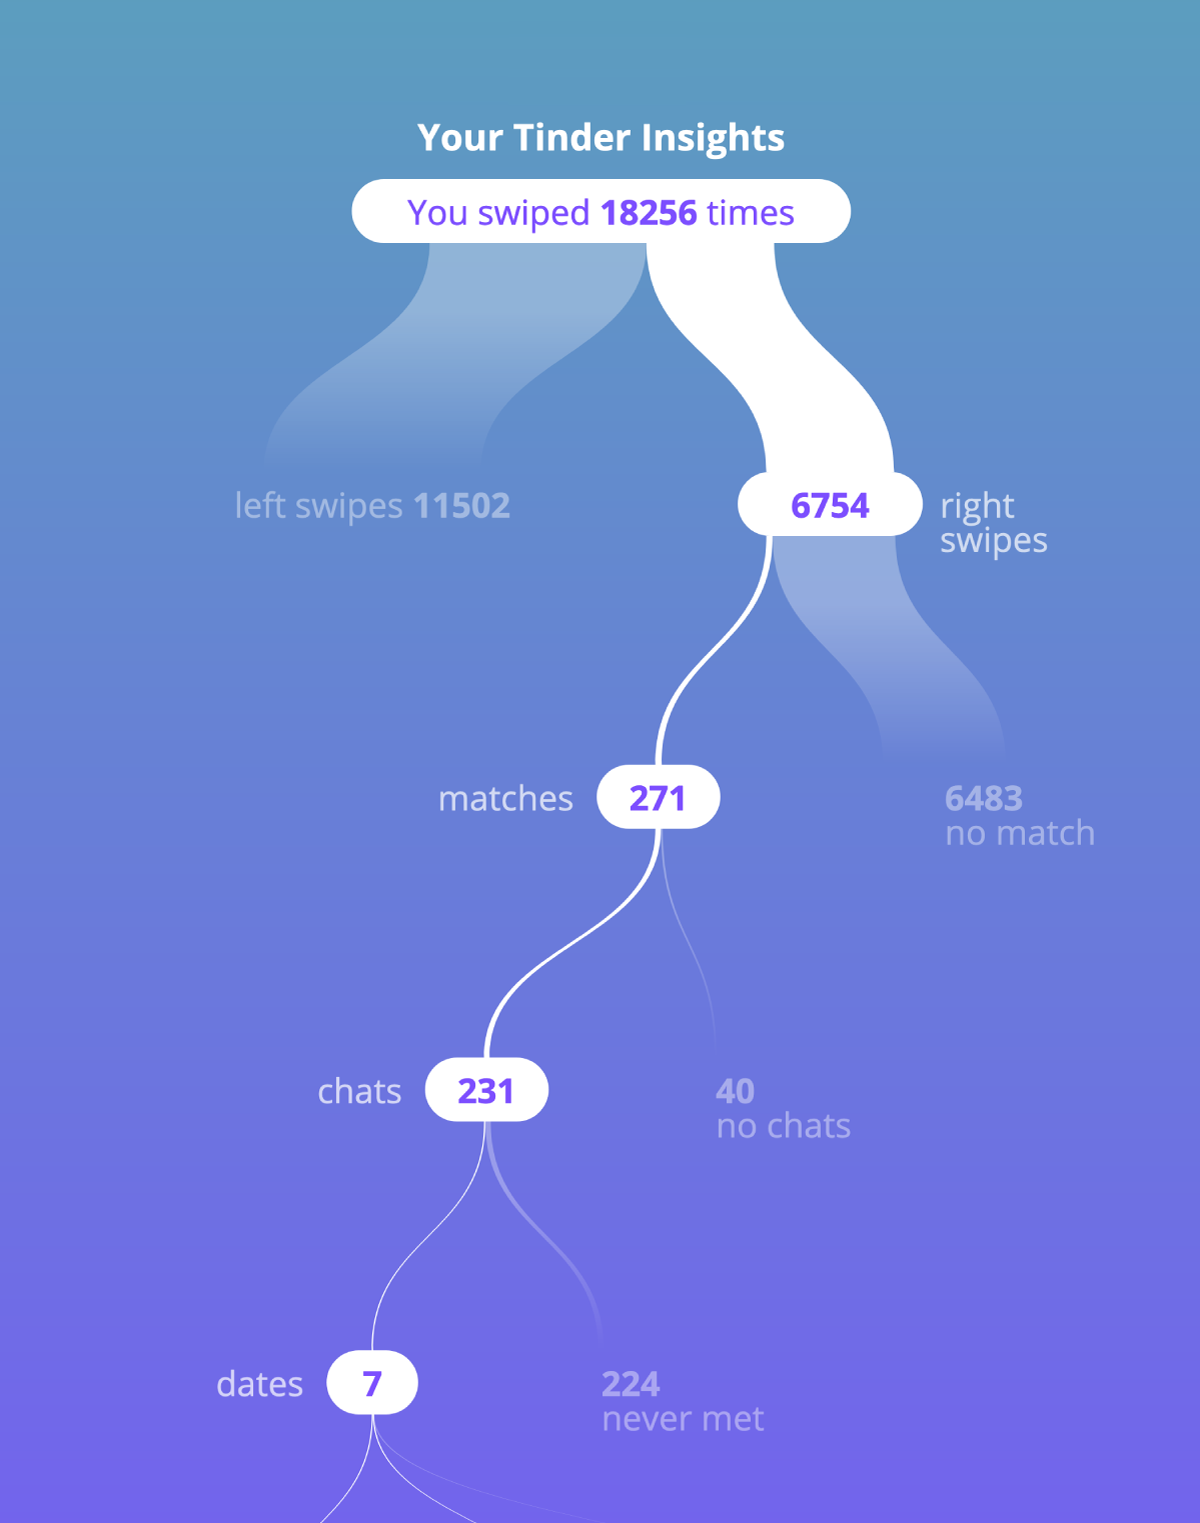 Your Tinder Insights
You swiped 18256 times
left swipes 11502
6754
right
swipes
matches
271
6483
no match
chats
231
40
no chats
dates
7
224
never met